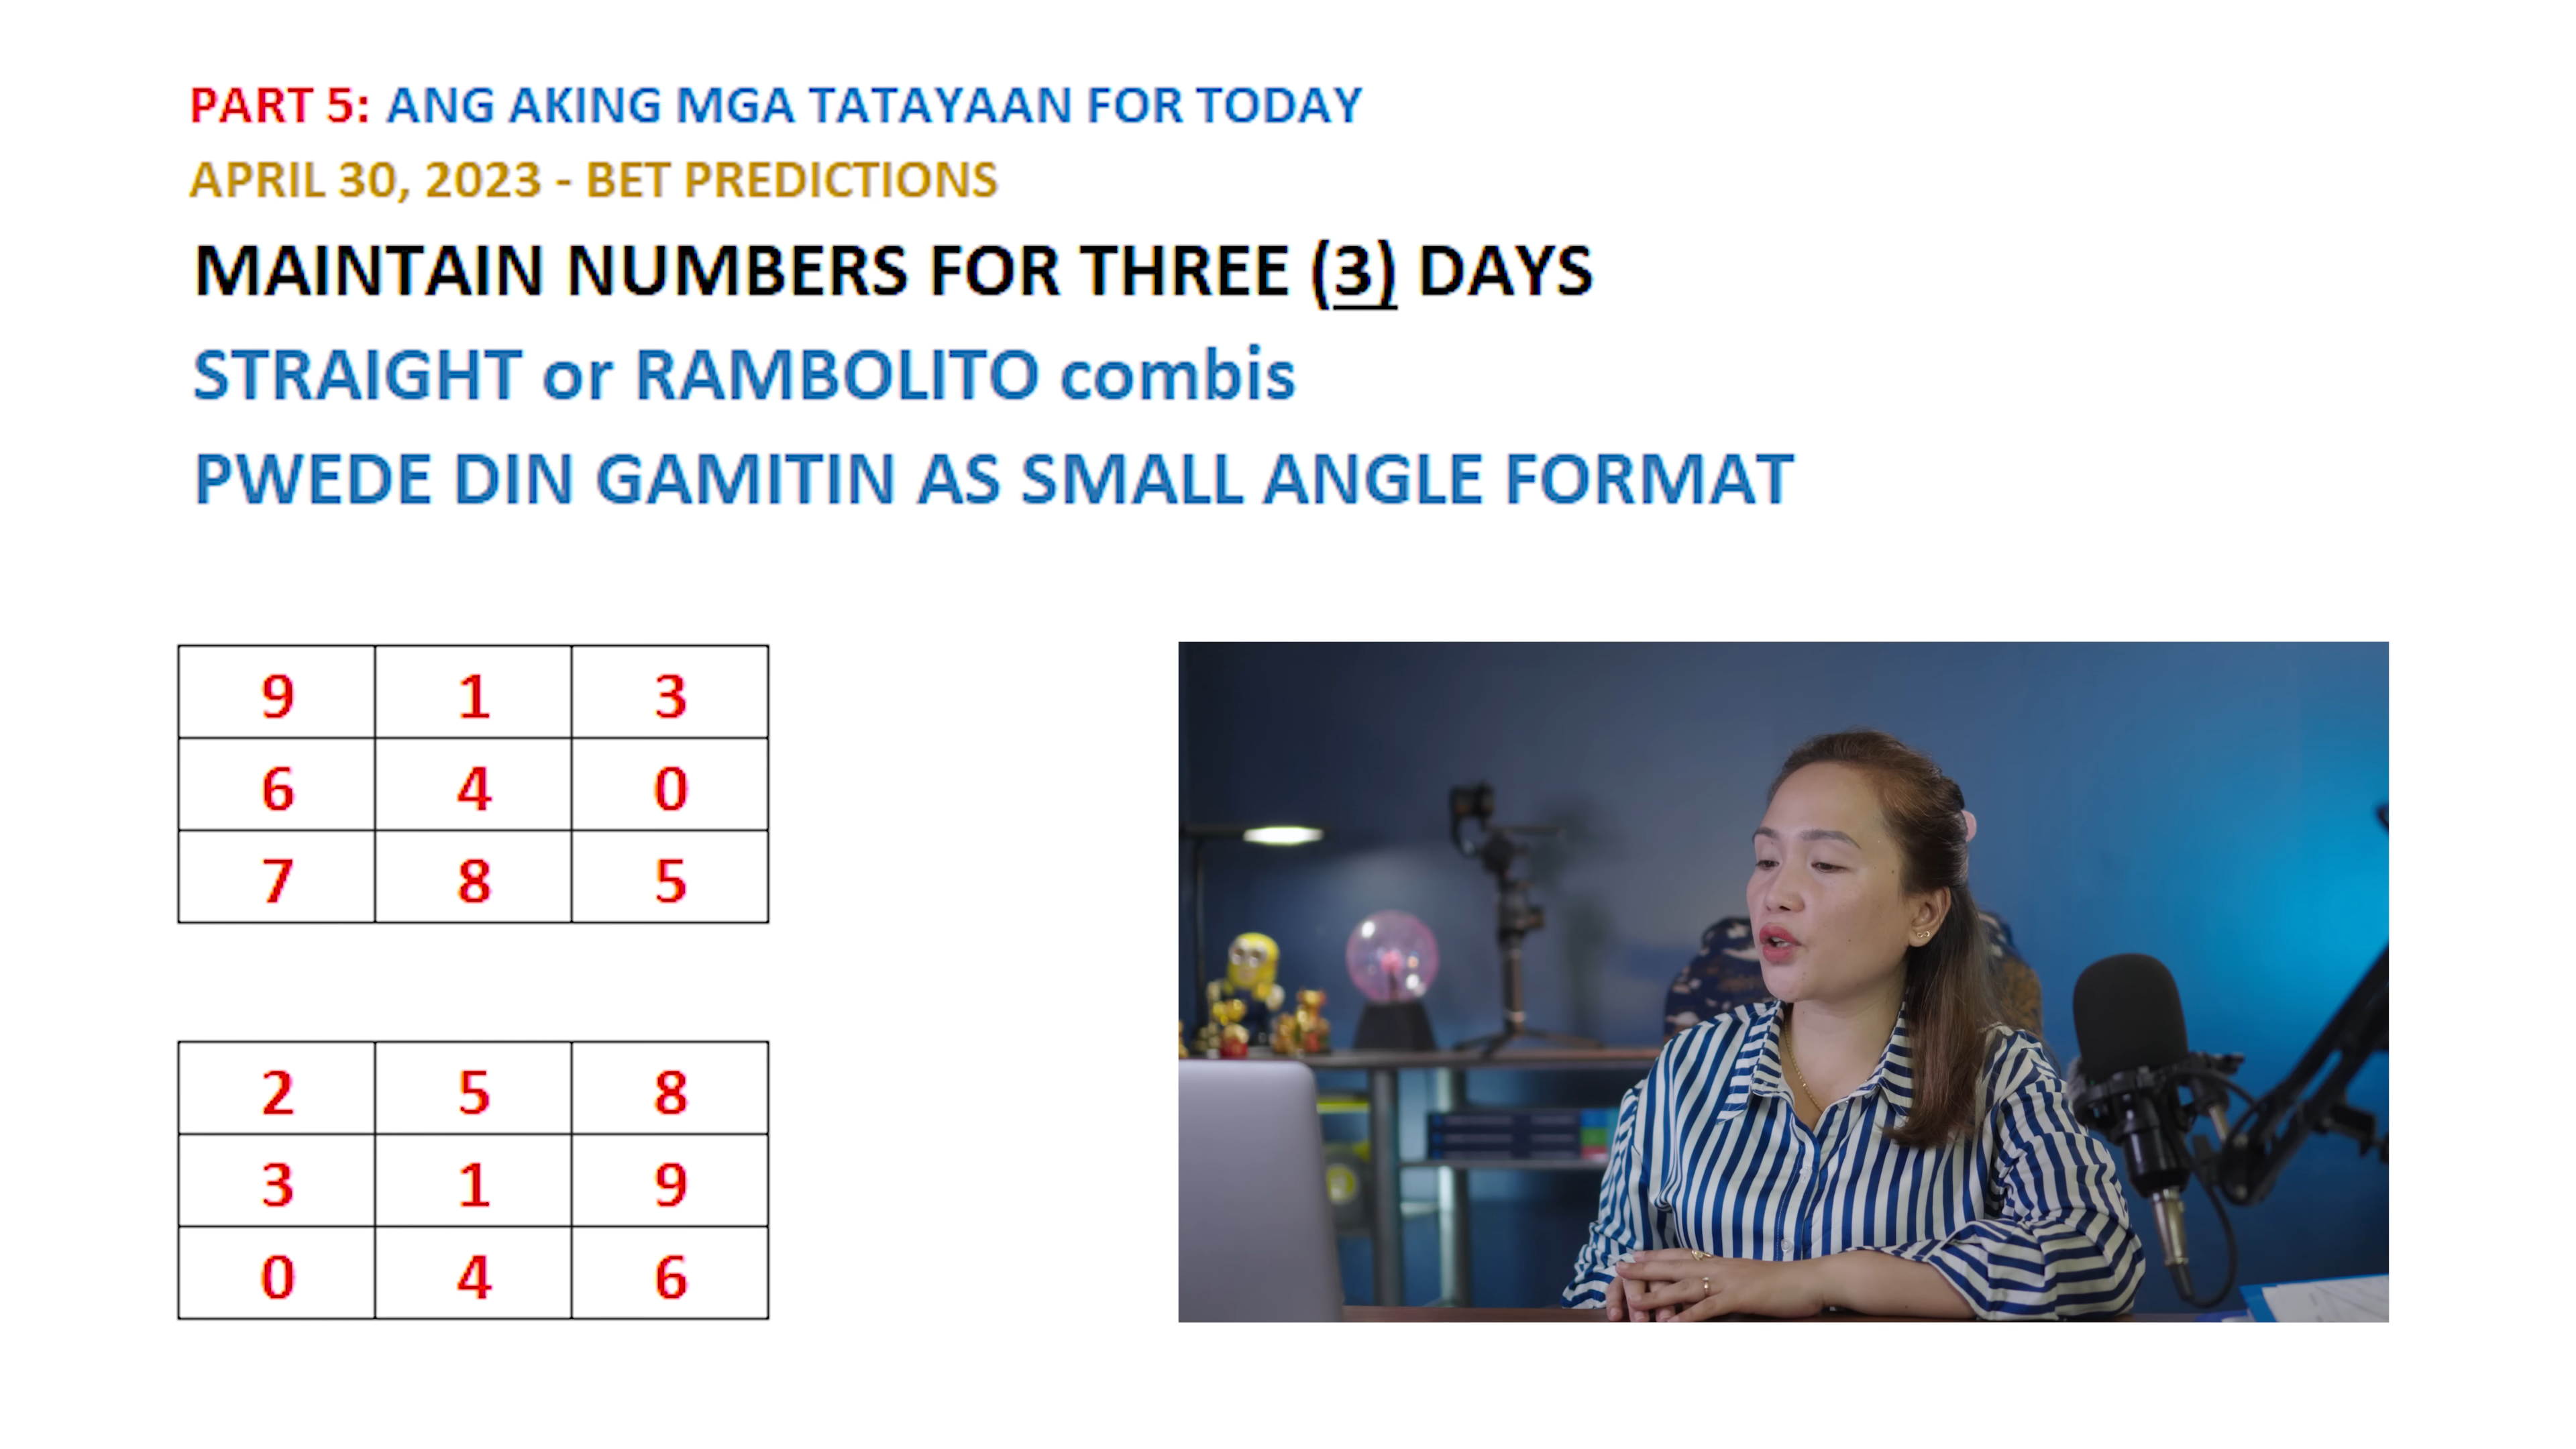 PART 5: ANG AKING MGA TATAYAAN FOR TODAY
APRIL 30, 2023 - BET PREDICTIONS
MAINTAIN NUMBERS FOR THREE (3) DAYS
STRAIGHT or RAMBOLITO combis
PWEDE DIN GAMITIN AS SMALL ANGLE FORMAT
9 1 3
6 4 0
7 8 5
2 5 8
3 1 9
0 4 6